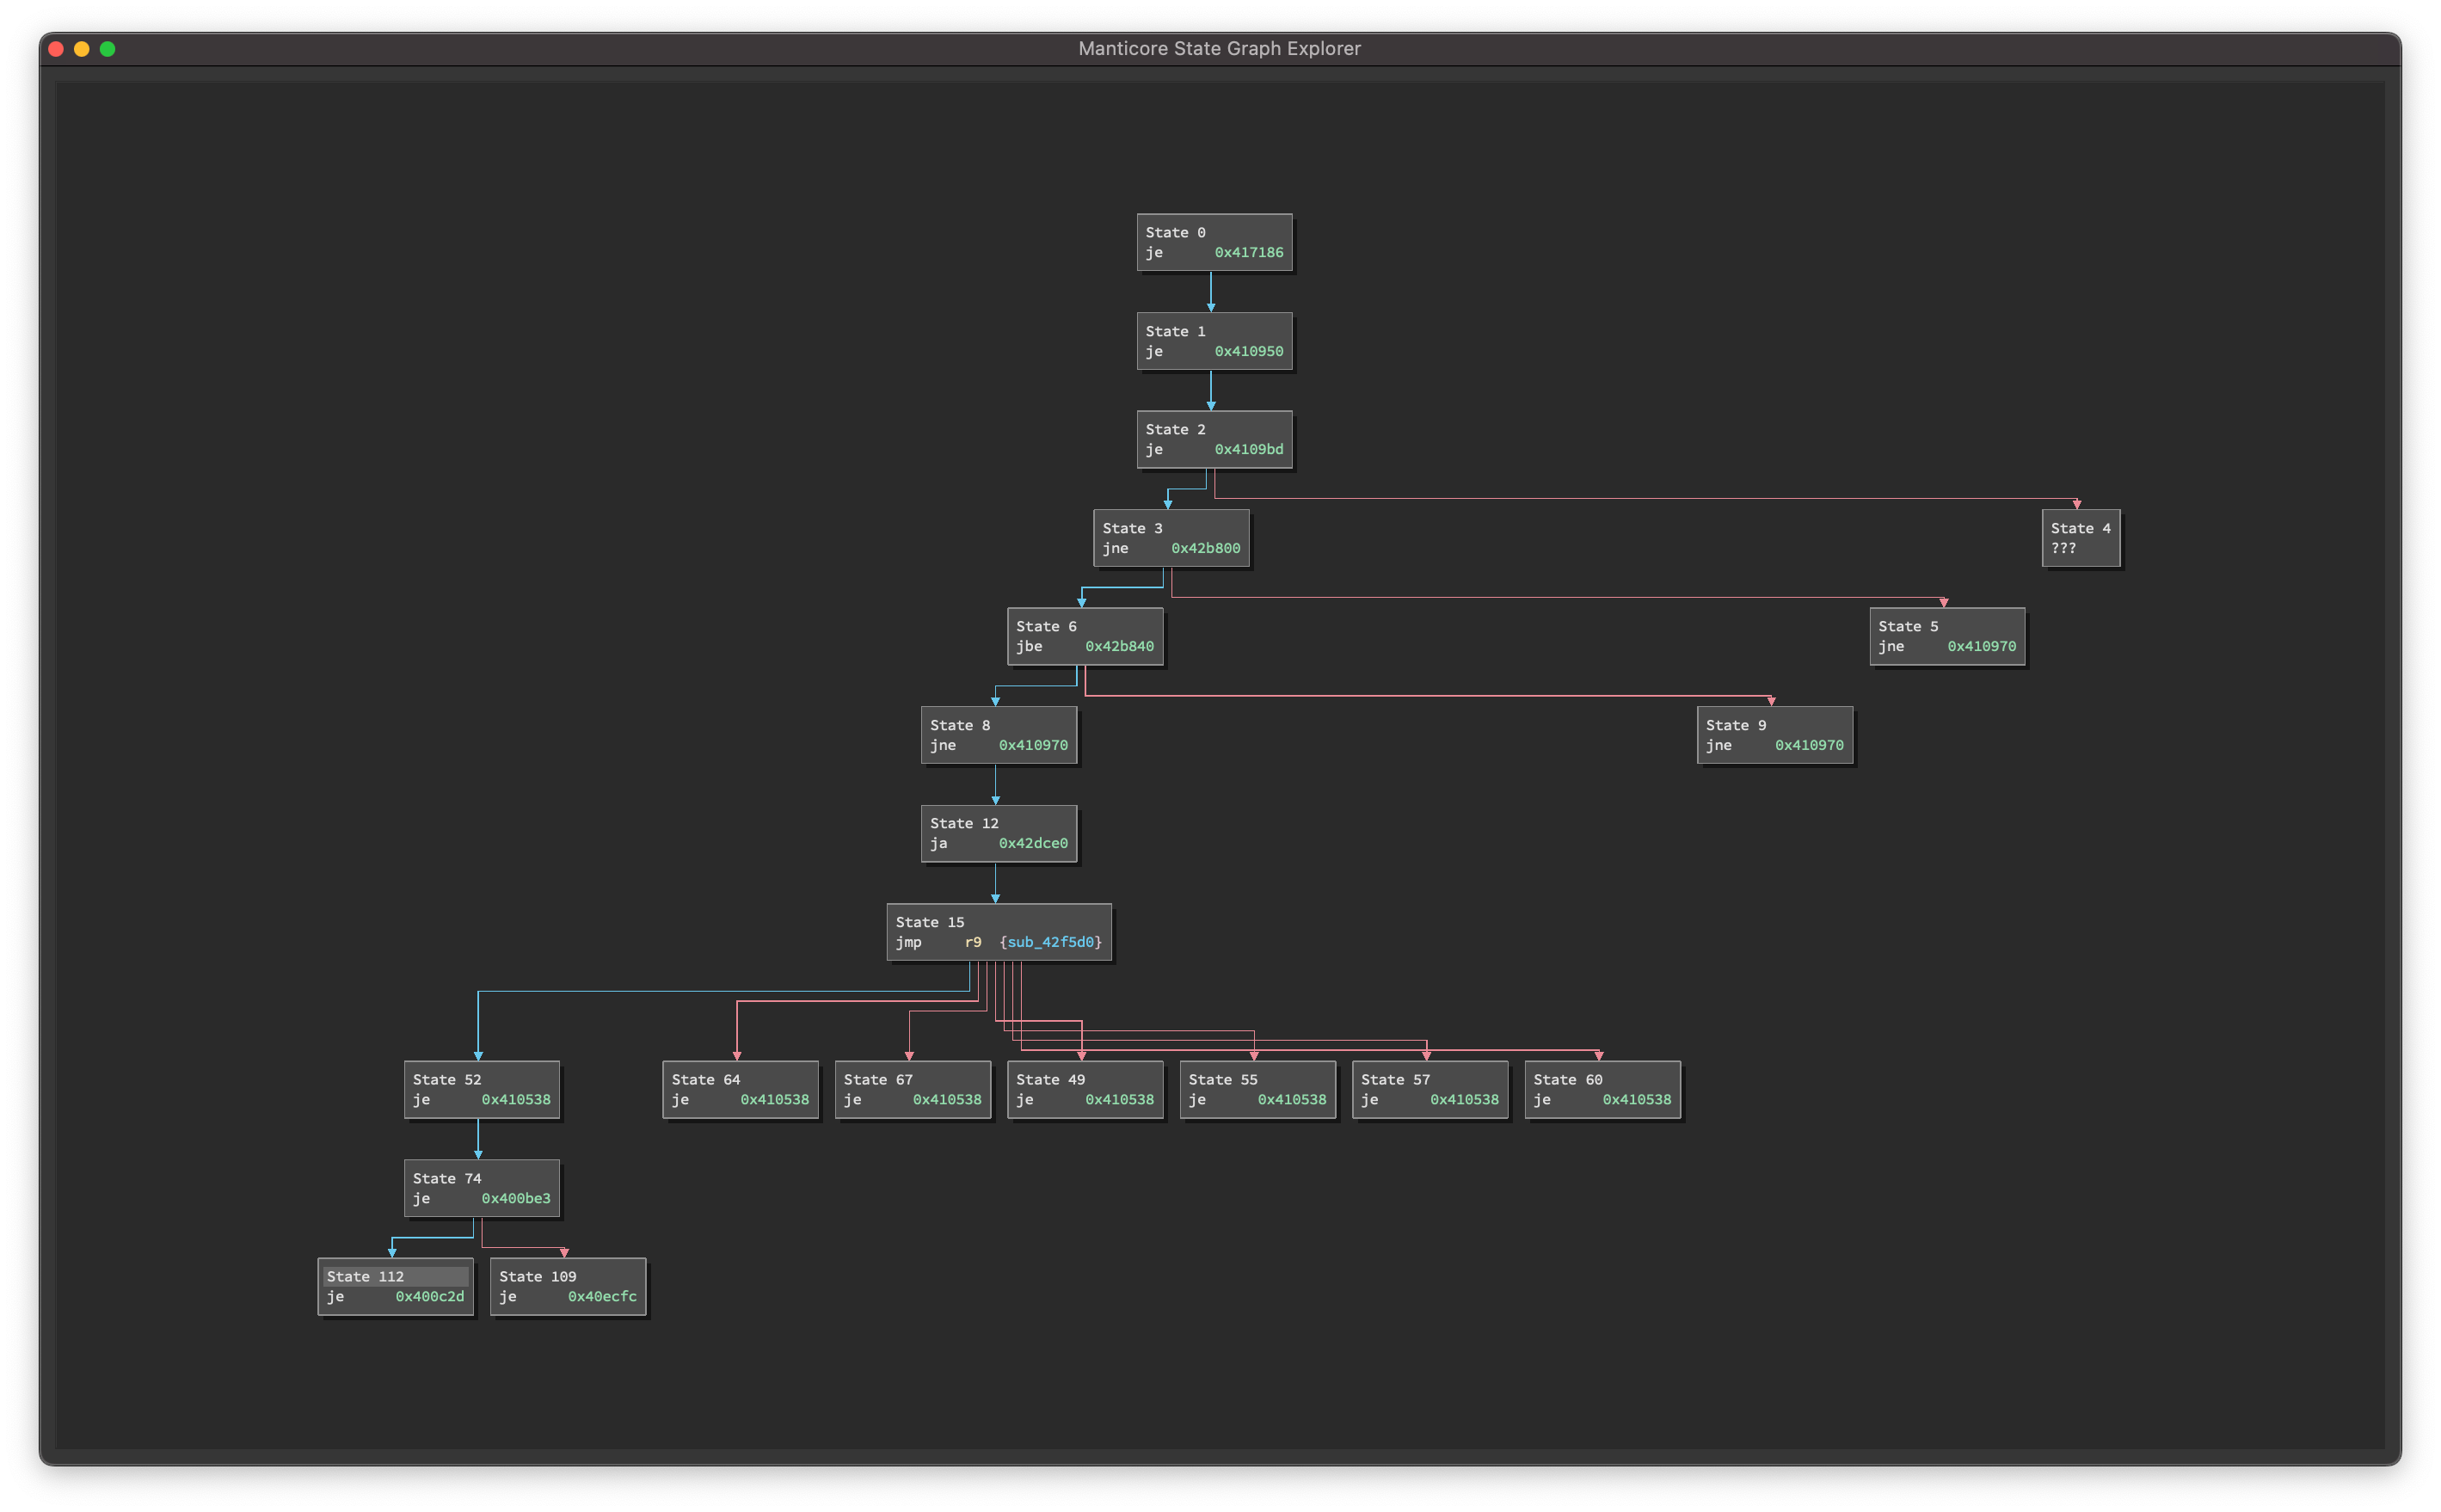 Manticore State Graph Explorer
State 0
je 0x417186
State 1
je 0x410950
State 2
je 0x4109bd
State 3
jne 0x42b800
State 4
???
State 6
jbe 0x42b840
State 5
jne 0x410970
State 8
jne 0x410970
State 9
jne 0x410970
State 12
ja 0x42dce0
State 15
jmp r9 {sub_42f5d0}
State 52
je 0x410538
State 64
je 0x410538
State 67
je 0x410538
State 49
je 0x410538
State 55
je 0x410538
State 57
je 0x410538
State 60
je 0x410538
State 74
je 0x400be3
State 112
je 0x400c2d
State 109
je 0x40ecfc